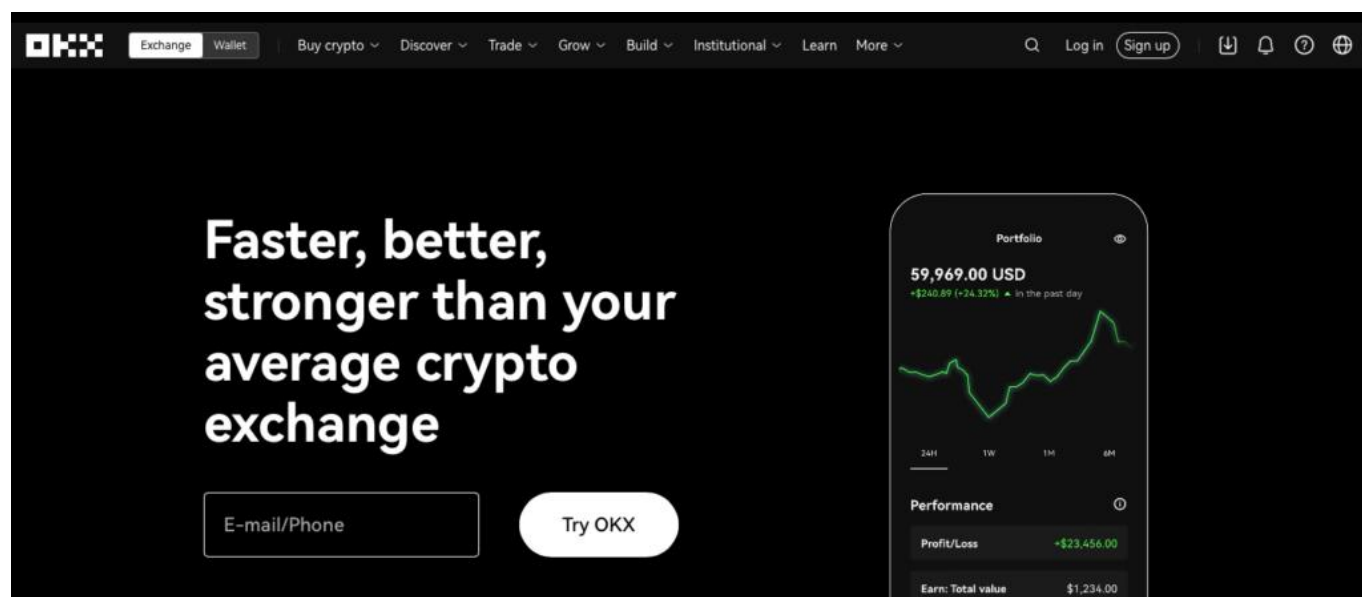 OKX Exchange Wallet Buy crypto Discover Trade Grow Build Institutional Learn More Log in Sign up
Faster, better,
stronger than your
average crypto
exchange
E-mail/Phone Try OKX
Portfolio
59,969.00 USD
+$240.89 (+24.32%) ▲ in the past day
24H 1W 1M 6M
Performance
Profit/Loss +$23,456.00
Earn: Total value $1,234.00